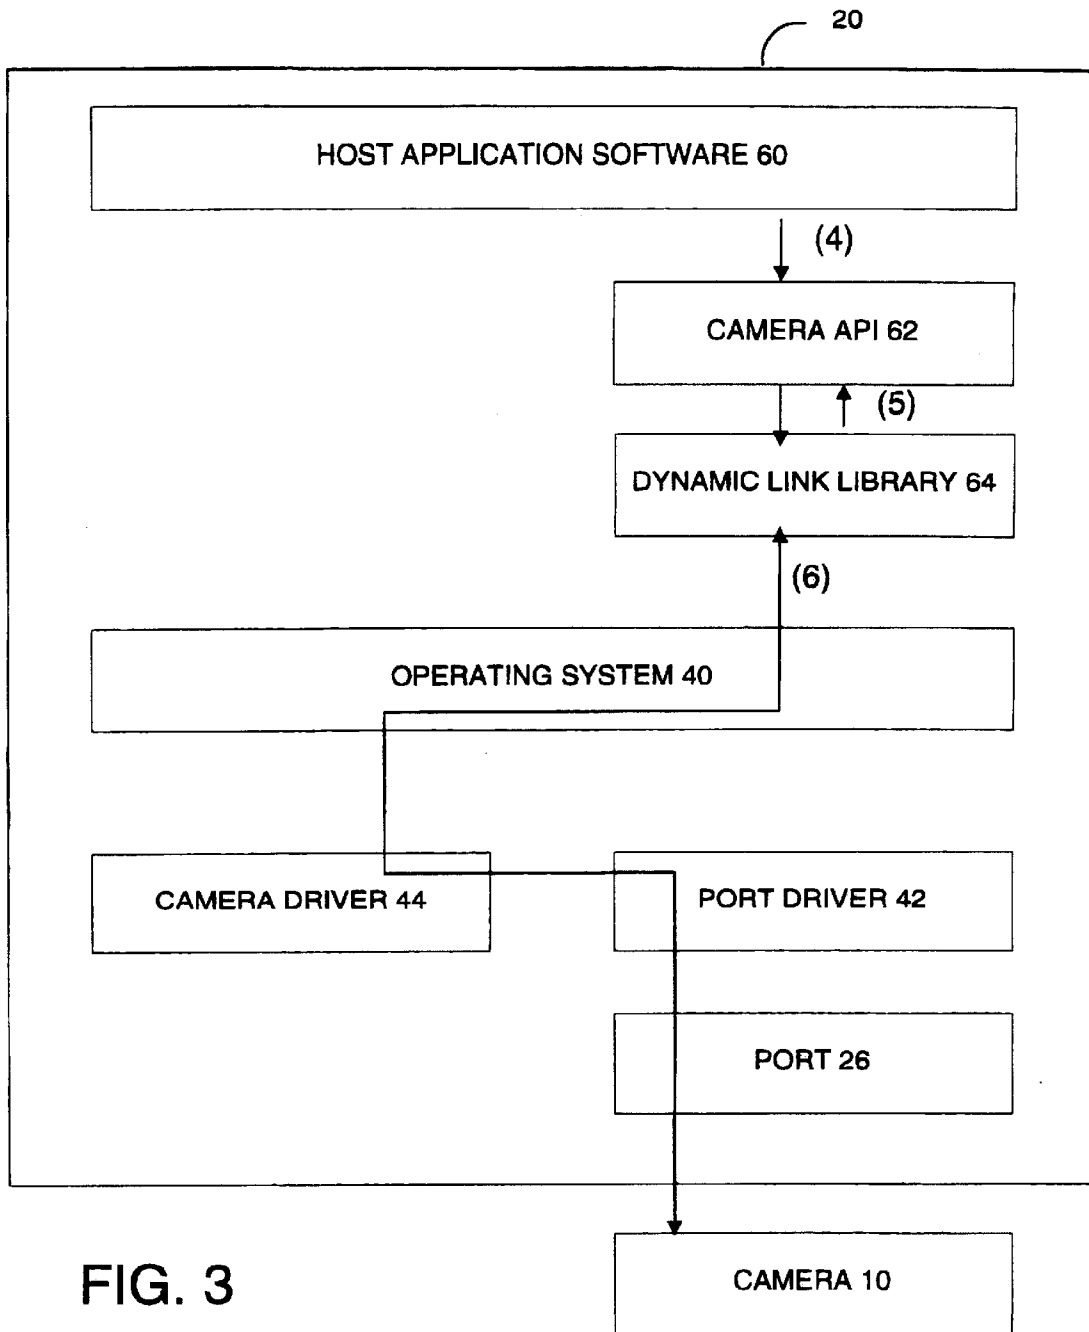 20
HOST APPLICATION SOFTWARE 60
(4)
CAMERA API 62
(5)
DYNAMIC LINK LIBRARY 64
(6)
OPERATING SYSTEM 40
CAMERA DRIVER 44
PORT DRIVER 42
PORT 26
CAMERA 10
FIG. 3